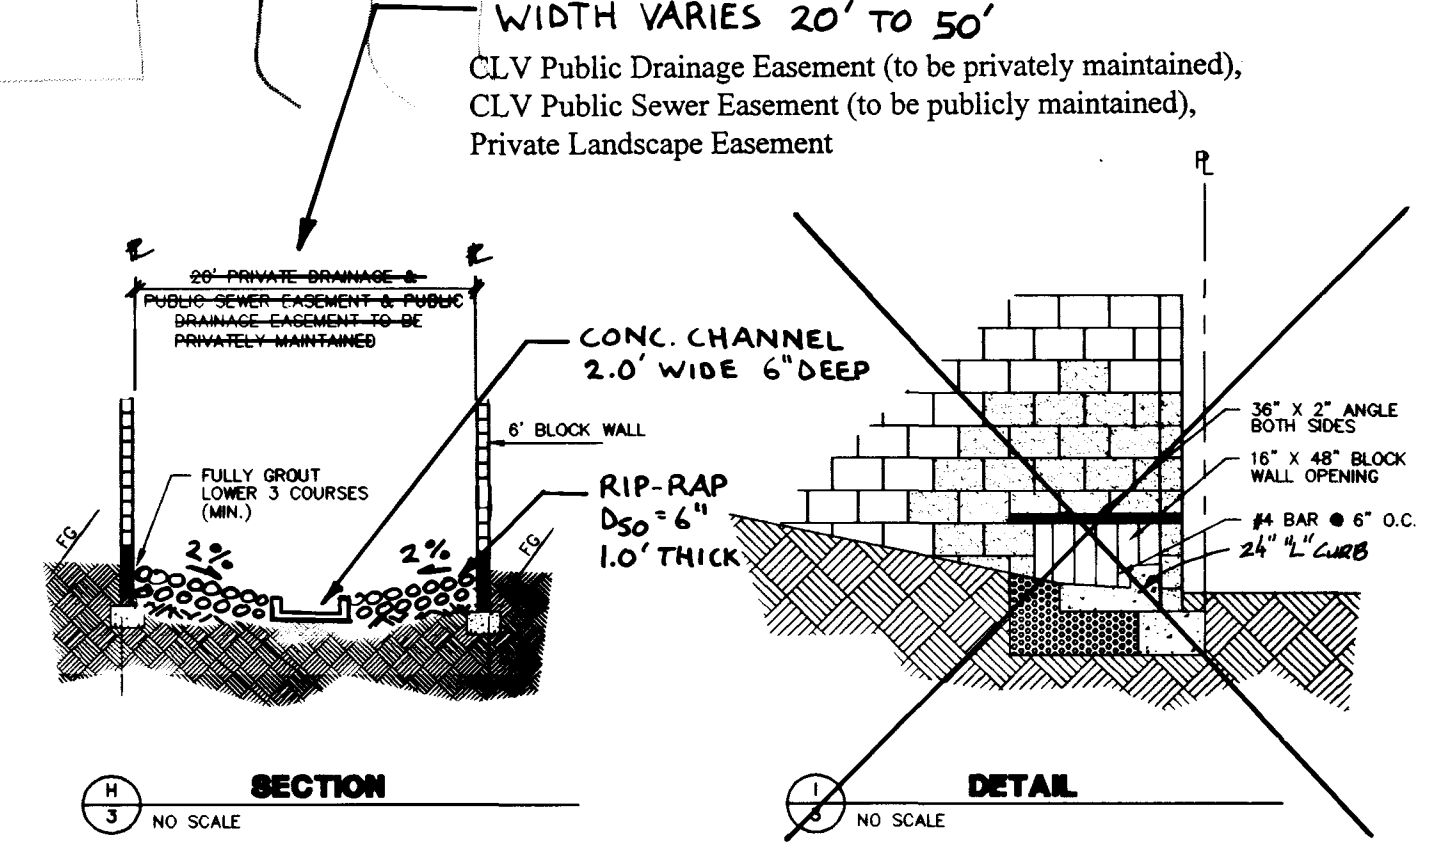 WIDTH VARIES 20' TO 50'
CLV Public Drainage Easement (to be privately maintained),
CLV Public Sewer Easement (to be publicly maintained),
Private Landscape Easement
PL
PL
PL
20' PRIVATE DRAINAGE &
PUBLIC SEWER EASEMENT & PUBLIC
DRAINAGE EASEMENT TO BE
PRIVATELY MAINTAINED
CONC. CHANNEL
2.0' WIDE 6" DEEP
6' BLOCK WALL
FULLY GROUT
LOWER 3 COURSES
(MIN.)
RIP-RAP
D50 = 6"
1.0' THICK
FG
2%
2%
FG
36" X 2" ANGLE
BOTH SIDES
16" X 48" BLOCK
WALL OPENING
#4 BAR @ 6" O.C.
24" "L" CURB
H
3
SECTION
NO SCALE
I
3
DETAIL
NO SCALE